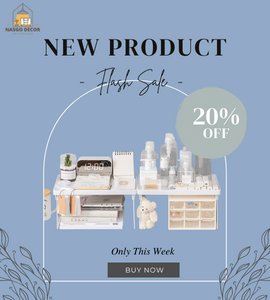 NAGGO DECOR
NEW PRODUCT
- Flash Sale -
20%
OFF
Only This Week
BUY NOW